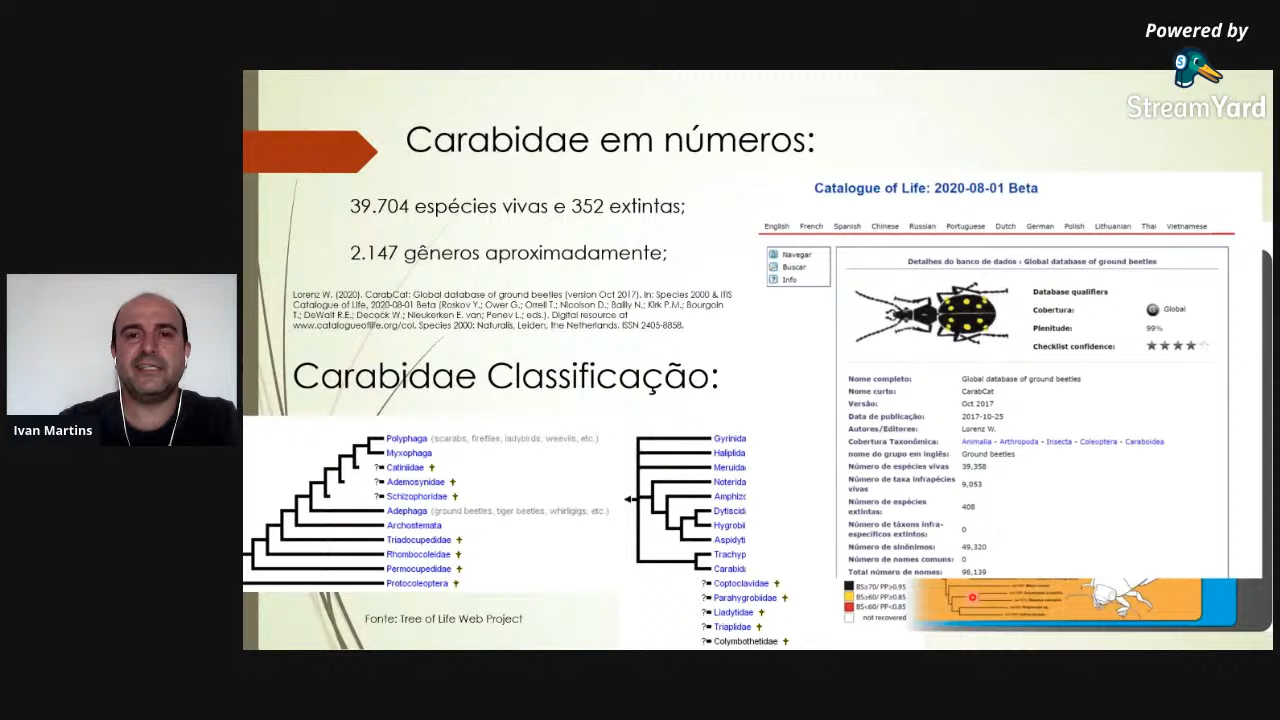 Powered by
StreamYard
Carabidae em números:
39.704 espécies vivas e 352 extintas;
2.147 gêneros aproximadamente;
Lorenz W. (2020). CarabCat: Global database of ground beetles (version Oct 2017). In: Species 2000 & ITIS
Catalogue of Life, 2020-08-01 Beta (Roskov Y.; Ower G.; Orrell T.; Nicolson D.; Bailly N.; Kirk P.M.; Bourgoin
T.; DeWalt R.E.; Decock W.; Nieukerken E. van; Penev L.; eds.). Digital resource at
www.catalogueoflife.org/col. Species 2000: Naturalis, Leiden, the Netherlands. ISSN 2405-8858.
Carabidae Classificação:
Polyphaga (scarabs, fireflies, ladybirds, weevils, etc.)
Myxophaga
?Catiniidae
?Ademosynidae
?Schizophoridae
Adephaga (ground beetles, tiger beetles, whirligigs, etc.)
Archostemata
Triadocupedidae
Rhombocoleidae
Permocupedidae
Protocoleoptera
Fonte: Tree of Life Web Project
Gyrinida
Haliplida
Meruida
Noterida
Amphizo
Dytiscid
Hygrobi
Aspidyti
Trachyp
Carabid
?Coptoclavidae
?Parahygrobiidae
?Liadytidae
?Triaplidae
?Colymbothetidae
Catalogue of Life: 2020-08-01 Beta
English French Spanish Chinese Russian Portuguese Dutch German Polish Lithuanian Thai Vietnamese
Navegar
Buscar
Info
Detalhes do banco de dados : Global database of ground beetles
Database qualifiers
Cobertura: Global
Plenitude: 99%
Checklist confidence:
Nome completo: Global database of ground beetles
Nome curto: CarabCat
Versão: Oct 2017
Data de publicação: 2017-10-25
Autores/Editores: Lorenz W.
Cobertura Taxonômica: Animalia - Arthropoda - Insecta - Coleoptera - Caraboidea
nome do grupo em inglês: Ground beetles
Número de espécies vivas 39,358
Número de taxa infrapécies
vivas 9,053
Número de espécies
extintas: 408
Número de táxons infra-
específicos extintos: 0
Número de sinônimos: 49,320
Número de nomes comuns: 0
Total número de nomes: 98,139
BS≥70/ PP≥0.95
BS≥60/ PP≥0.85
BS<60/ PP<0.85
not recovered
Ivan Martins